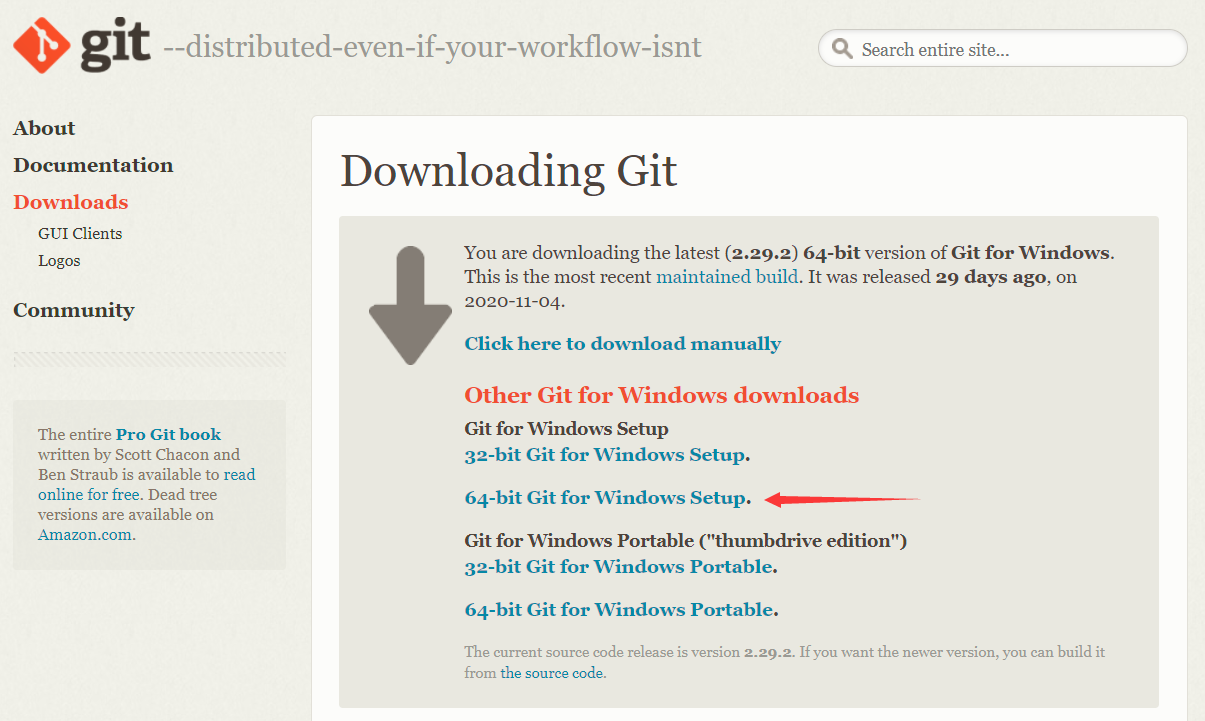 git --distributed-even-if-your-workflow-isnt
Search entire site...
About
Documentation
Downloads
GUI Clients
Logos
Community
The entire Pro Git book
written by Scott Chacon and
Ben Straub is available to read
online for free. Dead tree
versions are available on
Amazon.com.
Downloading Git
You are downloading the latest (2.29.2) 64-bit version of Git for Windows.
This is the most recent maintained build. It was released 29 days ago, on
2020-11-04.
Click here to download manually
Other Git for Windows downloads
Git for Windows Setup
32-bit Git for Windows Setup.
64-bit Git for Windows Setup.
Git for Windows Portable ("thumbdrive edition")
32-bit Git for Windows Portable.
64-bit Git for Windows Portable.
The current source code release is version 2.29.2. If you want the newer version, you can build it
from the source code.